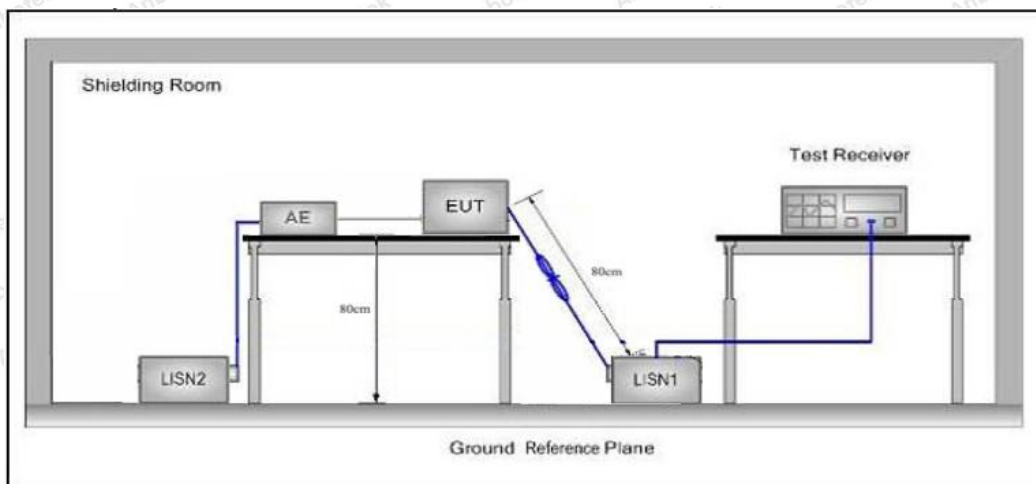 Shielding Room
Test Receiver
EUT
AE
80cm
80cm
LISN2
LISN1
Ground Reference Plane